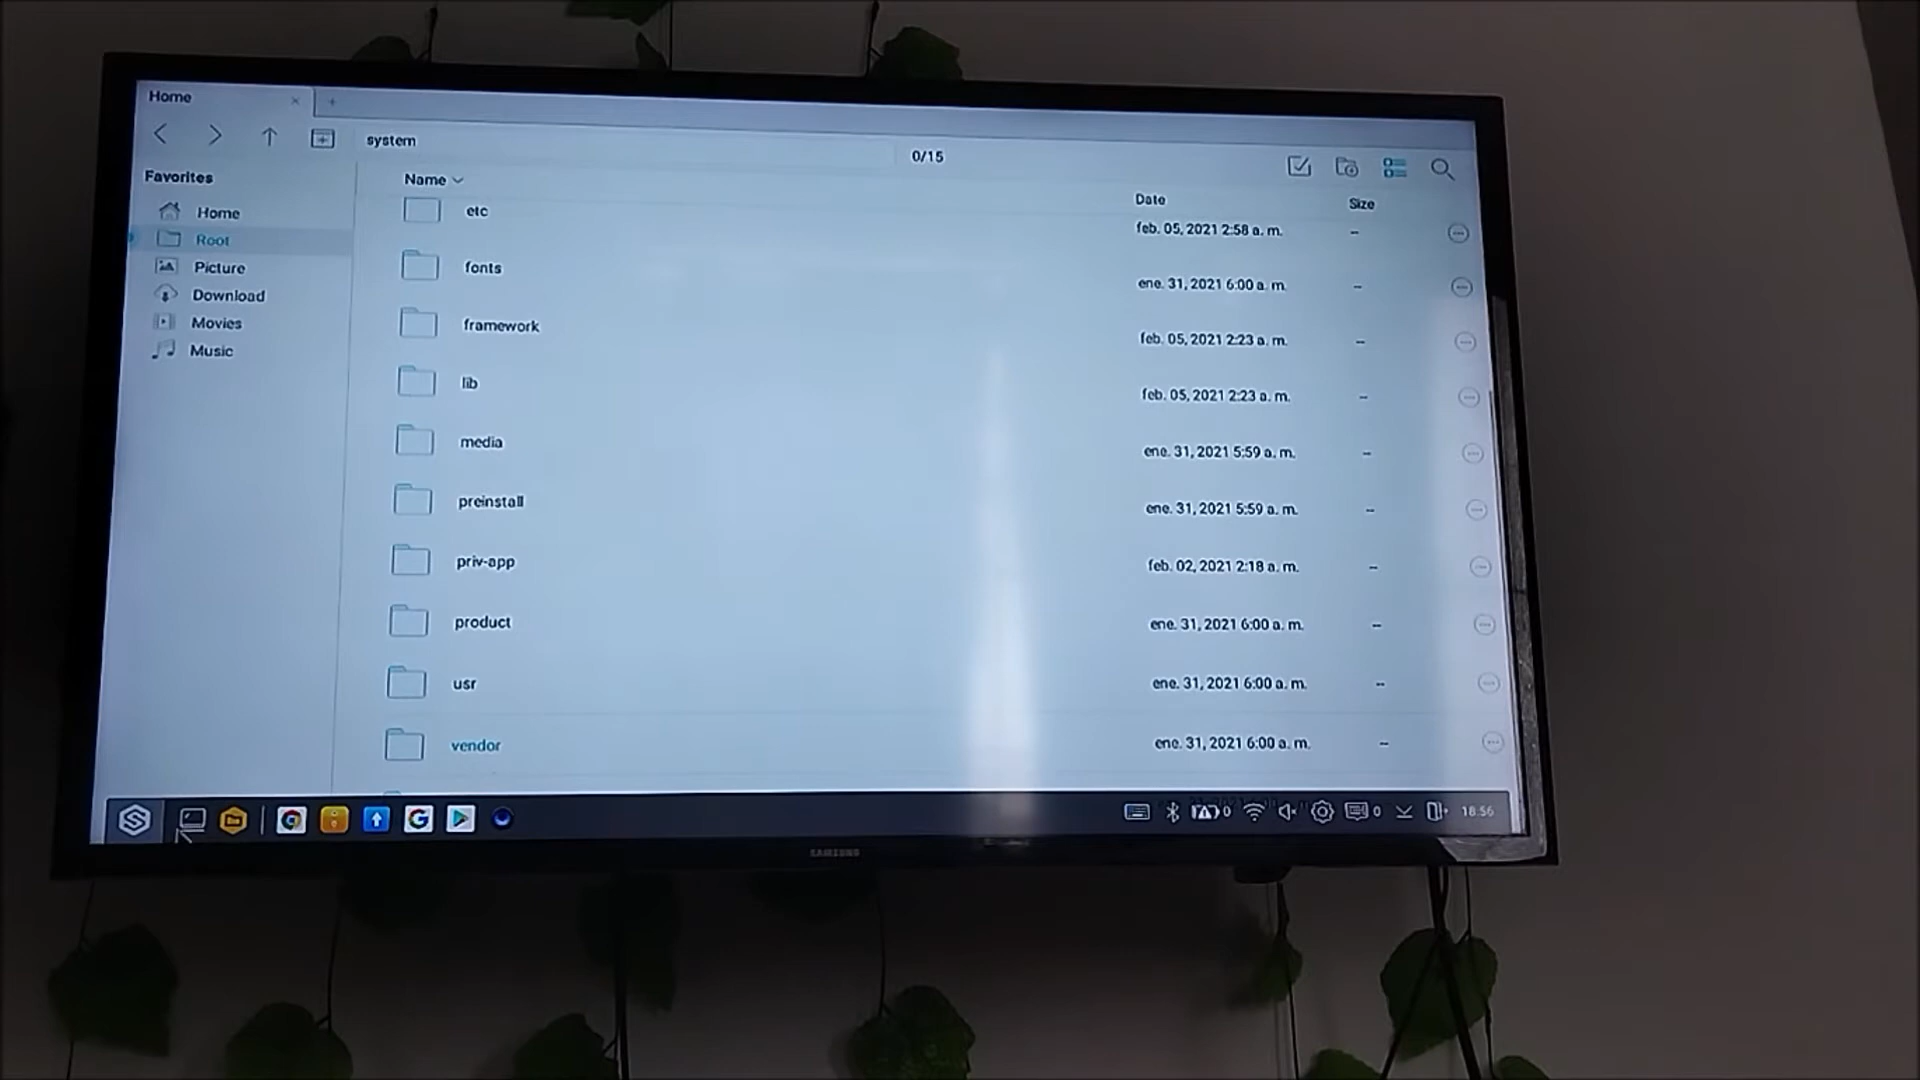 Home
system
0/15
Favorites
Home
Root
Picture
Download
Movies
Music
Name Date Size
etc feb. 05, 2021 2:58 a. m. --
fonts ene. 31, 2021 6:00 a. m. --
framework feb. 05, 2021 2:23 a. m. --
lib feb. 05, 2021 2:23 a. m. --
media ene. 31, 2021 5:59 a. m. --
preinstall ene. 31, 2021 5:59 a. m. --
priv-app feb. 02, 2021 2:18 a. m. --
product ene. 31, 2021 6:00 a. m. --
usr ene. 31, 2021 6:00 a. m. --
vendor ene. 31, 2021 6:00 a. m. --
0 0 18:56
SAMSUNG